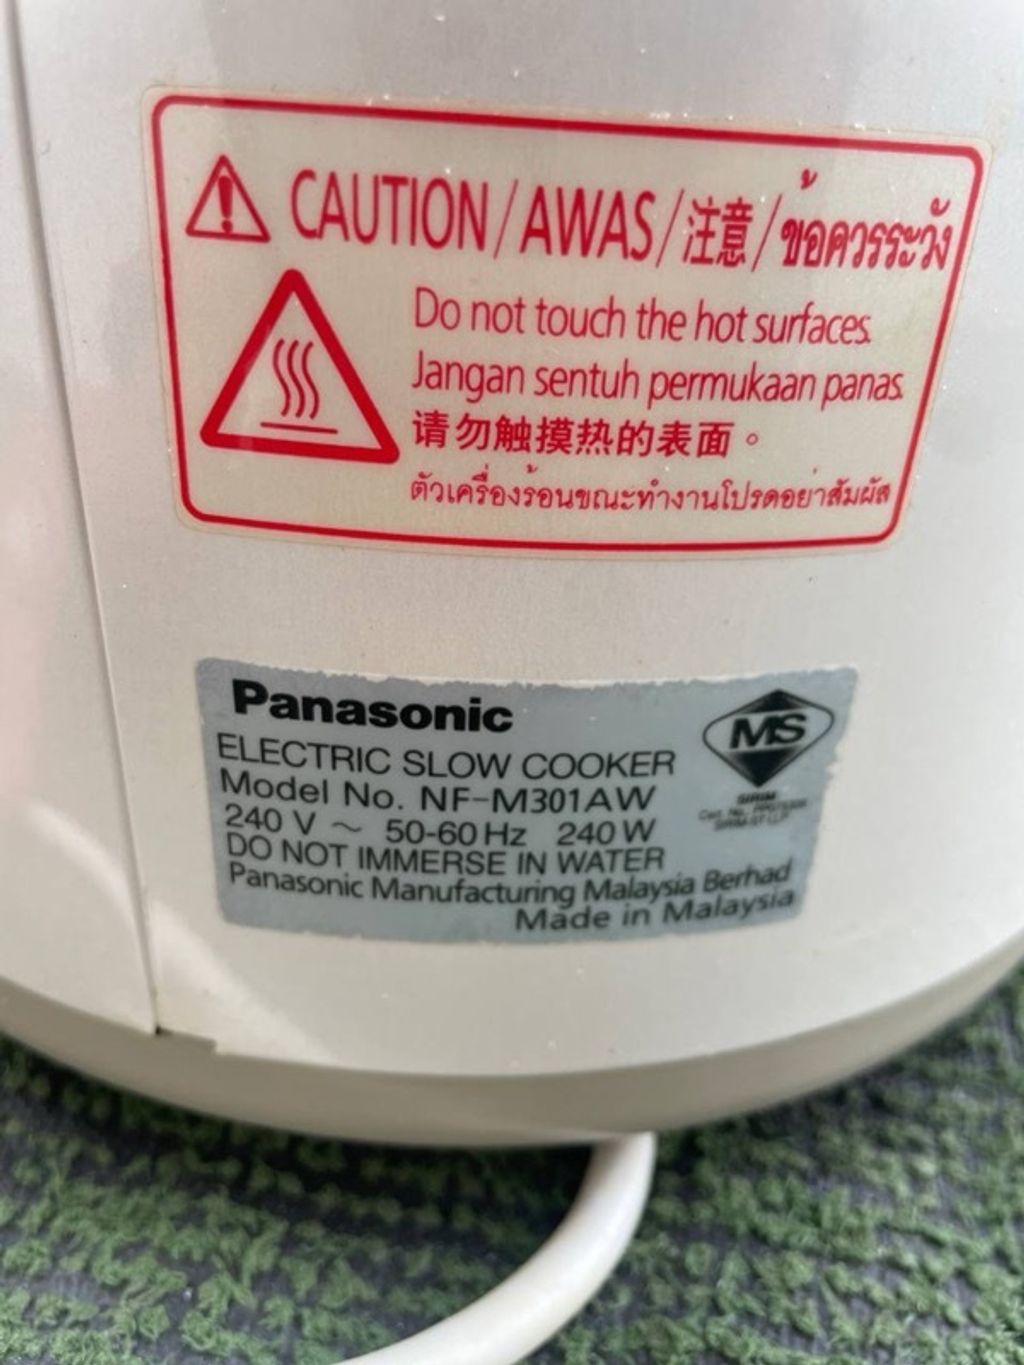 CAUTION/AWAS/注意/ข้อควรระวัง
Do not touch the hot surfaces.
Jangan sentuh permukaan panas.
请勿触摸热的表面。
ตัวเครื่องร้อนขณะทำงานโปรดอย่าสัมผัส
Panasonic
MS
ELECTRIC SLOW COOKER
Model No. NF-M301AW
SIRIM
240 V ~ 50-60 Hz 240 W
DO NOT IMMERSE IN WATER
Panasonic Manufacturing Malaysia Berhad
Made in Malaysia